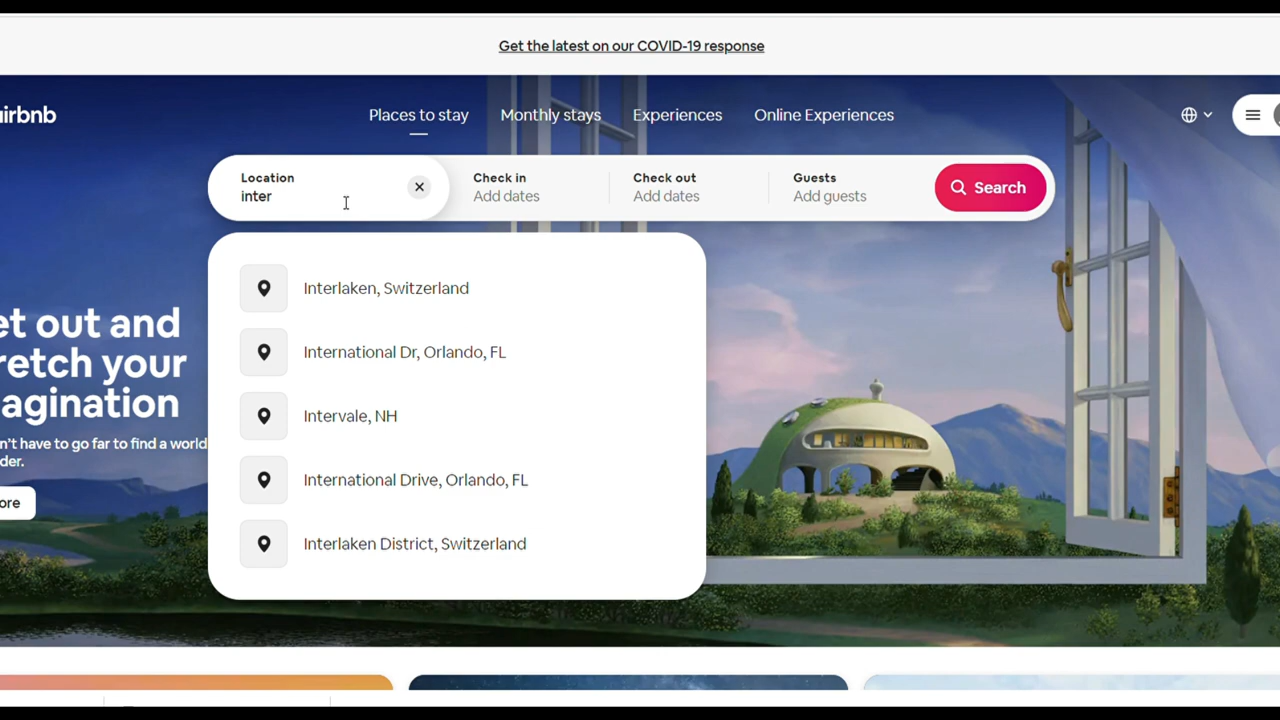 Get the latest on our COVID-19 response
airbnb
Places to stay
Monthly stays
Experiences
Online Experiences
Location
inter
Check in
Add dates
Check out
Add dates
Guests
Add guests
Search
Interlaken, Switzerland
International Dr, Orlando, FL
Intervale, NH
International Drive, Orlando, FL
Interlaken District, Switzerland
et out and
retch your
agination
n't have to go far to find a world
der.
ore